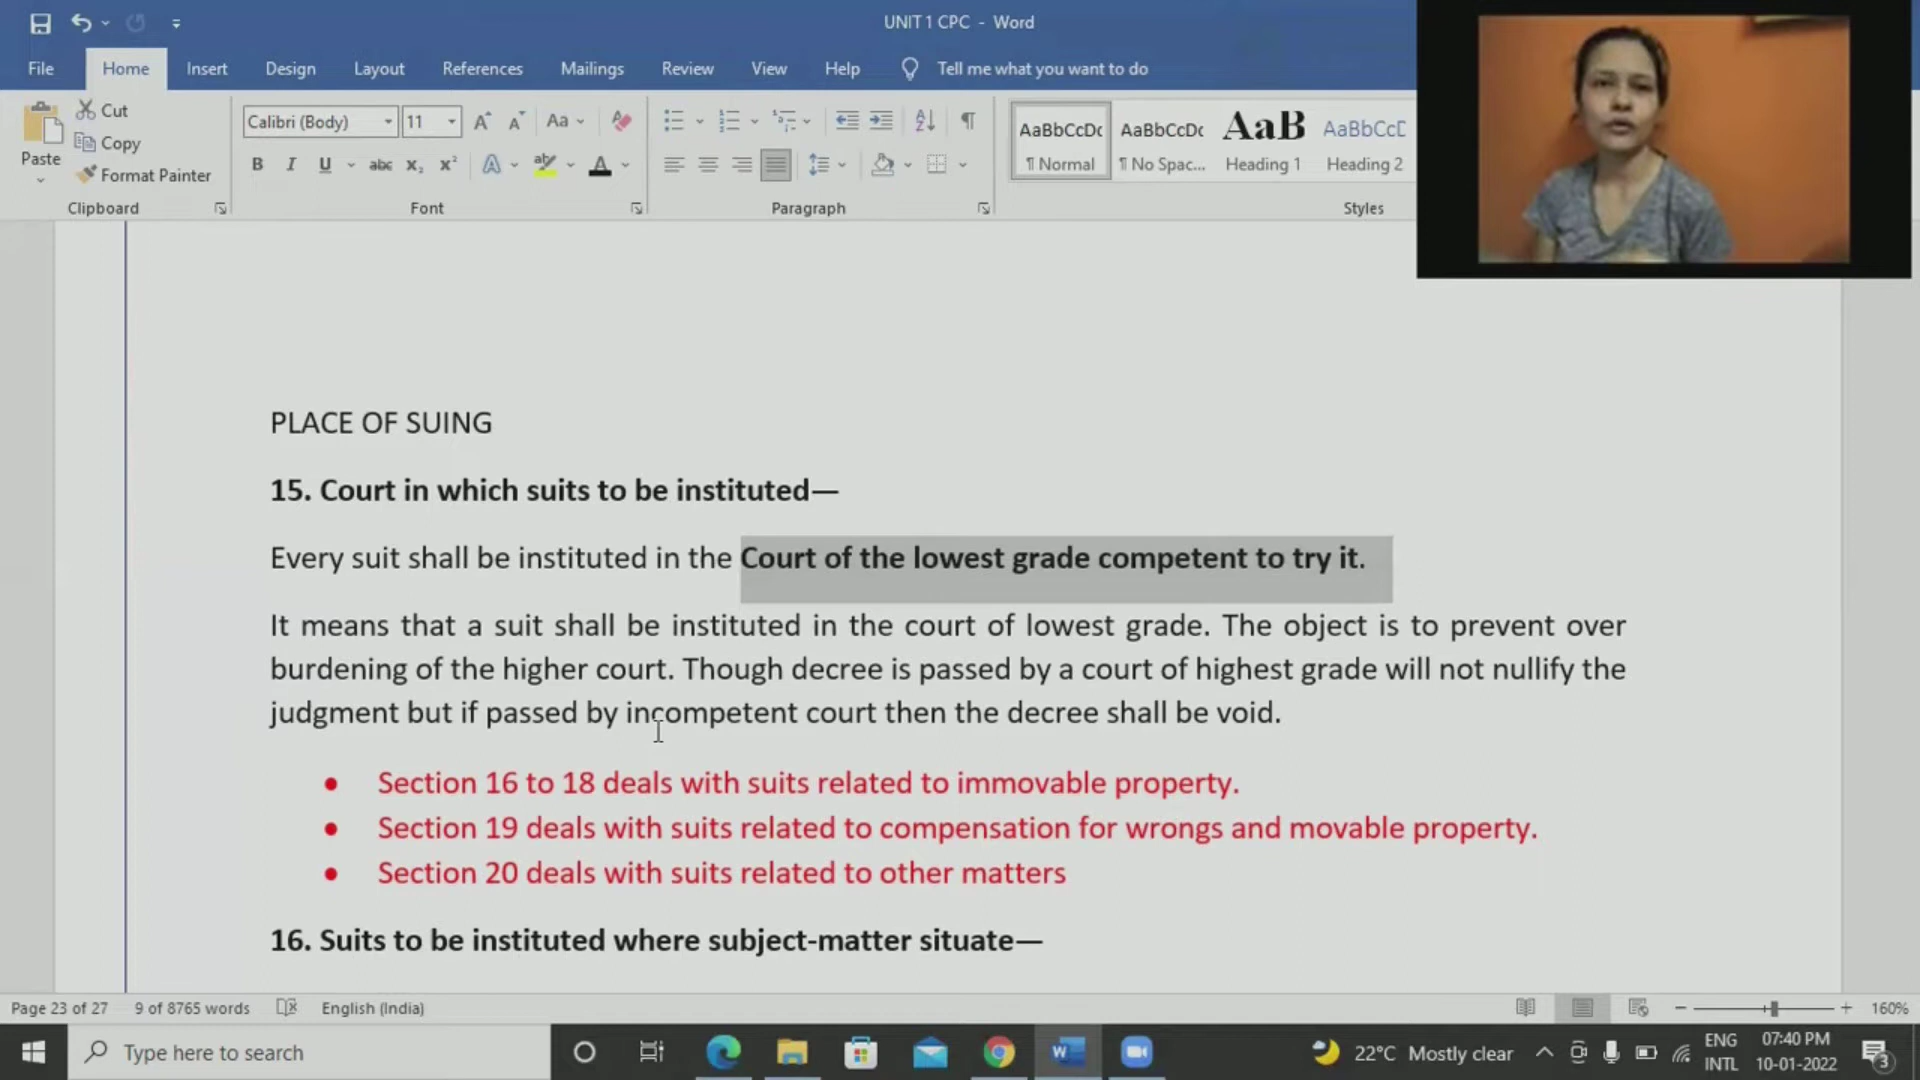 UNIT 1 CPC - Word
File Home Insert Design Layout References Mailings Review View Help Tell me what you want to do
Paste
Cut
Copy
Format Painter
Clipboard
Calibri (Body) 11
Aa
B I U abc x₂ x² A ab A
Font
Paragraph
AaBbCcDc AaBbCcDc AaB AaBbCcD
¶ Normal ¶ No Spac... Heading 1 Heading 2
Styles
PLACE OF SUING
15. Court in which suits to be instituted—
Every suit shall be instituted in the Court of the lowest grade competent to try it.
It means that a suit shall be instituted in the court of lowest grade. The object is to prevent over
burdening of the higher court. Though decree is passed by a court of highest grade will not nullify the
judgment but if passed by incompetent court then the decree shall be void.
• Section 16 to 18 deals with suits related to immovable property.
• Section 19 deals with suits related to compensation for wrongs and movable property.
• Section 20 deals with suits related to other matters
16. Suits to be instituted where subject-matter situate—
Page 23 of 27 9 of 8765 words English (India) 160%
Type here to search
22°C Mostly clear
ENG
INTL
07:40 PM
10-01-2022
3